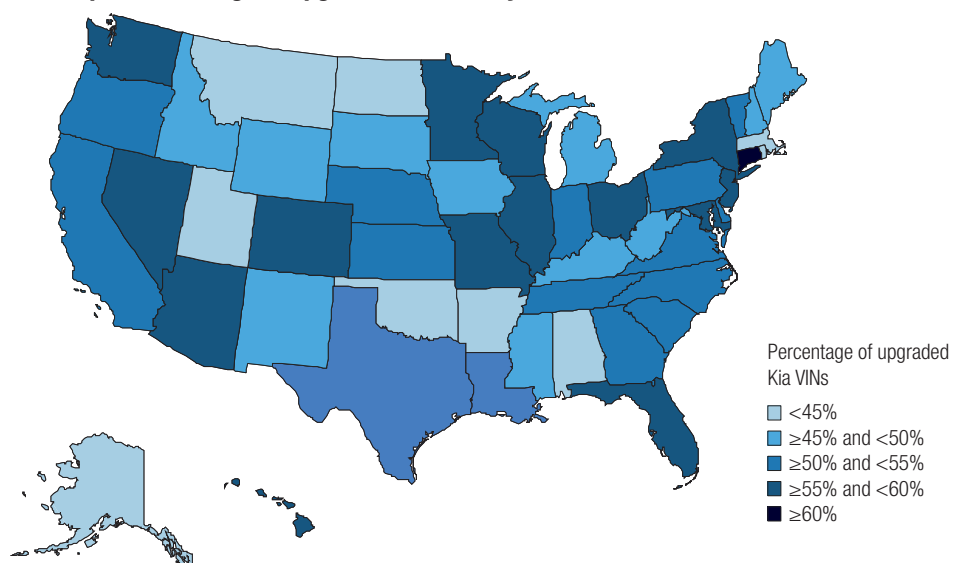 Percentage of upgraded
Kia VINs
<45%
≥45% and <50%
≥50% and <55%
≥55% and <60%
≥60%